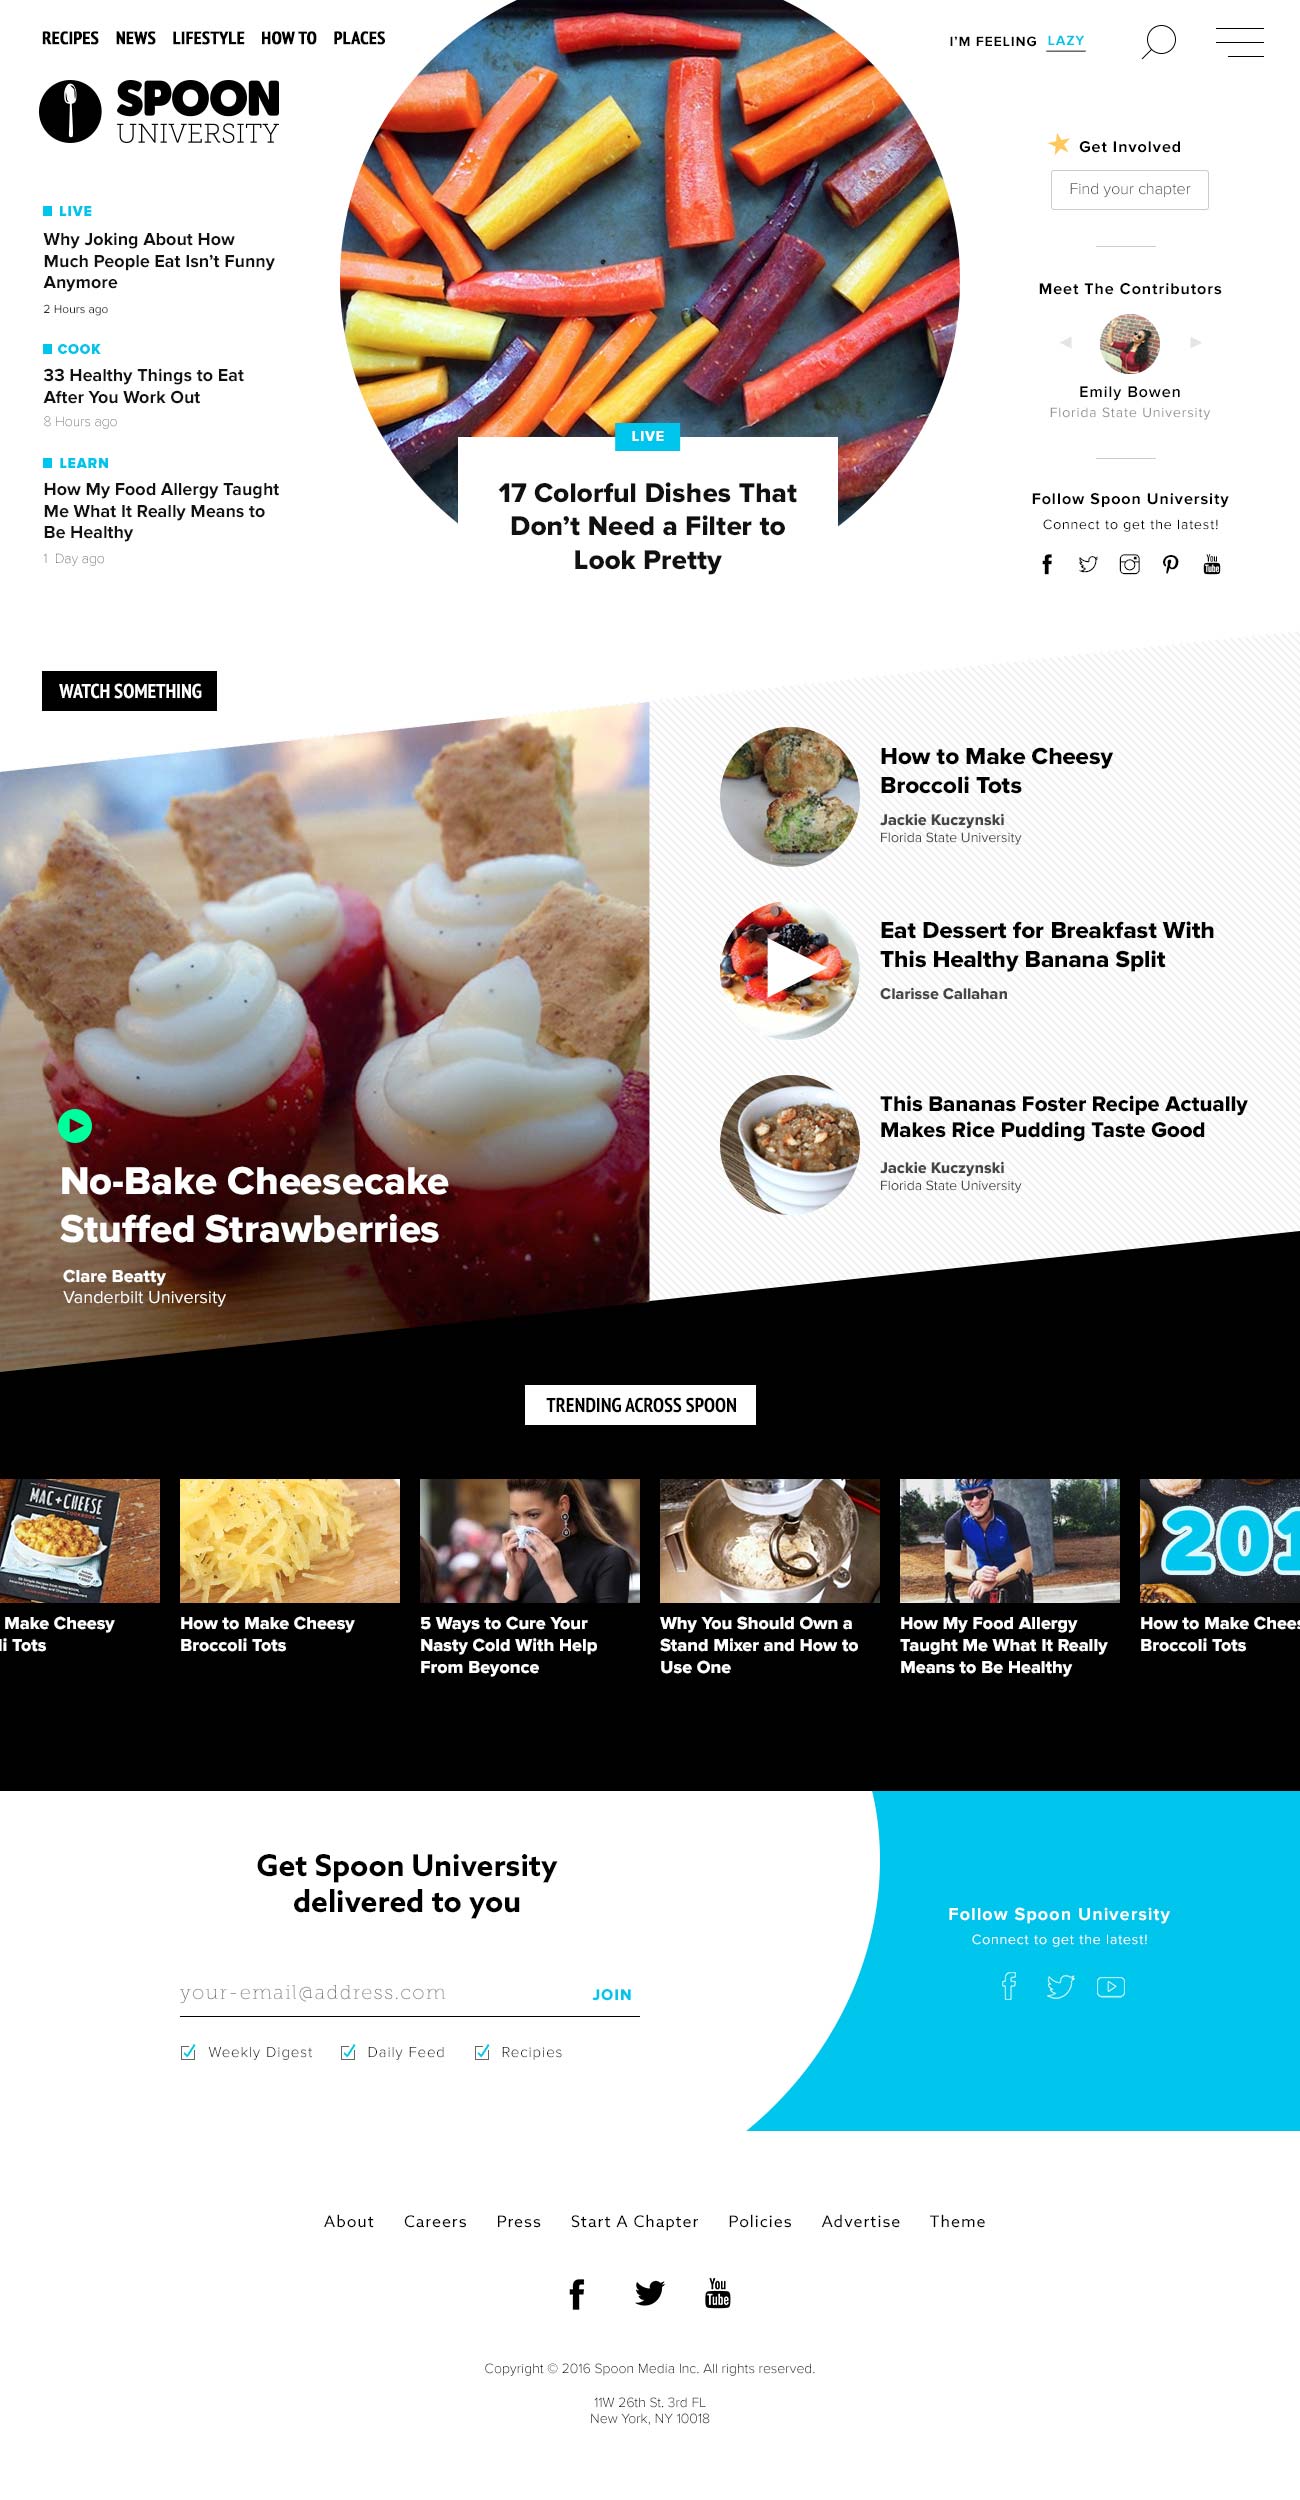 RECIPES NEWS LIFESTYLE HOW TO PLACES
I'M FEELING LAZY
SPOON
UNIVERSITY
LIVE
Why Joking About How
Much People Eat Isn't Funny
Anymore
2 Hours ago
COOK
33 Healthy Things to Eat
After You Work Out
8 Hours ago
LEARN
How My Food Allergy Taught
Me What It Really Means to
Be Healthy
1 Day ago
LIVE
17 Colorful Dishes That
Don't Need a Filter to
Look Pretty
Get Involved
Find your chapter
Meet The Contributors
Emily Bowen
Florida State University
Follow Spoon University
Connect to get the latest!
You
Tube
WATCH SOMETHING
No-Bake Cheesecake
Stuffed Strawberries
Clare Beatty
Vanderbilt University
How to Make Cheesy
Broccoli Tots
Jackie Kuczynski
Florida State University
Eat Dessert for Breakfast With
This Healthy Banana Split
Clarisse Callahan
This Bananas Foster Recipe Actually
Makes Rice Pudding Taste Good
Jackie Kuczynski
Florida State University
TRENDING ACROSS SPOON
MAC+CHEESE
COOKBOOK
Make Cheesy
li Tots
How to Make Cheesy
Broccoli Tots
5 Ways to Cure Your
Nasty Cold With Help
From Beyonce
Why You Should Own a
Stand Mixer and How to
Use One
How My Food Allergy
Taught Me What It Really
Means to Be Healthy
201
How to Make Chees
Broccoli Tots
Get Spoon University
delivered to you
your-email@address.com JOIN
Weekly Digest Daily Feed Recipies
Follow Spoon University
Connect to get the latest!
About Careers Press Start A Chapter Policies Advertise Theme
You
Tube
Copyright © 2016 Spoon Media Inc. All rights reserved.
11W 26th St. 3rd FL
New York, NY 10018